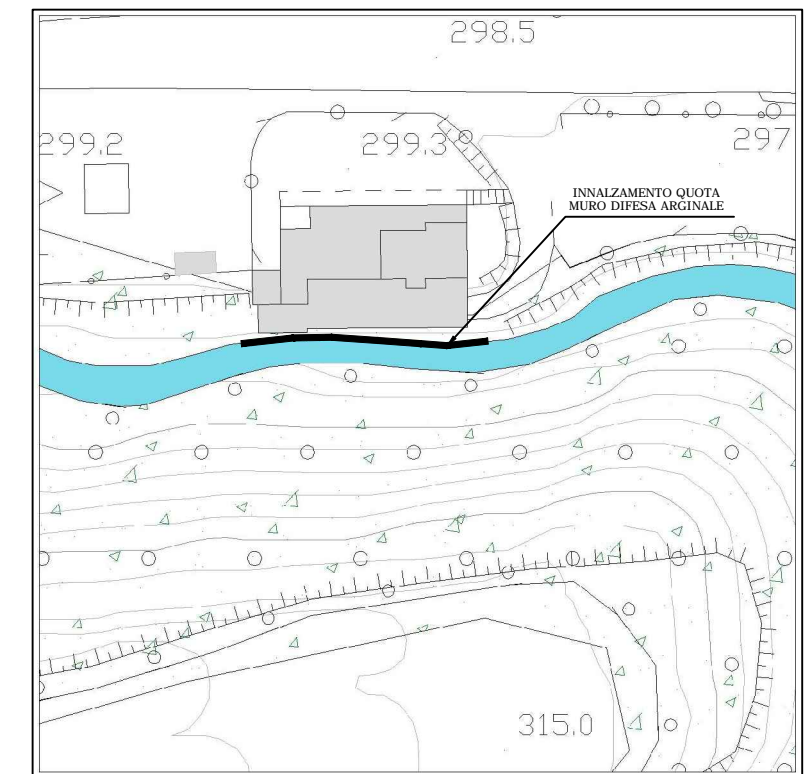 298.5
299.2
299.3
297
INNALZAMENTO QUOTA
MURO DIFESA ARGINALE
315.0